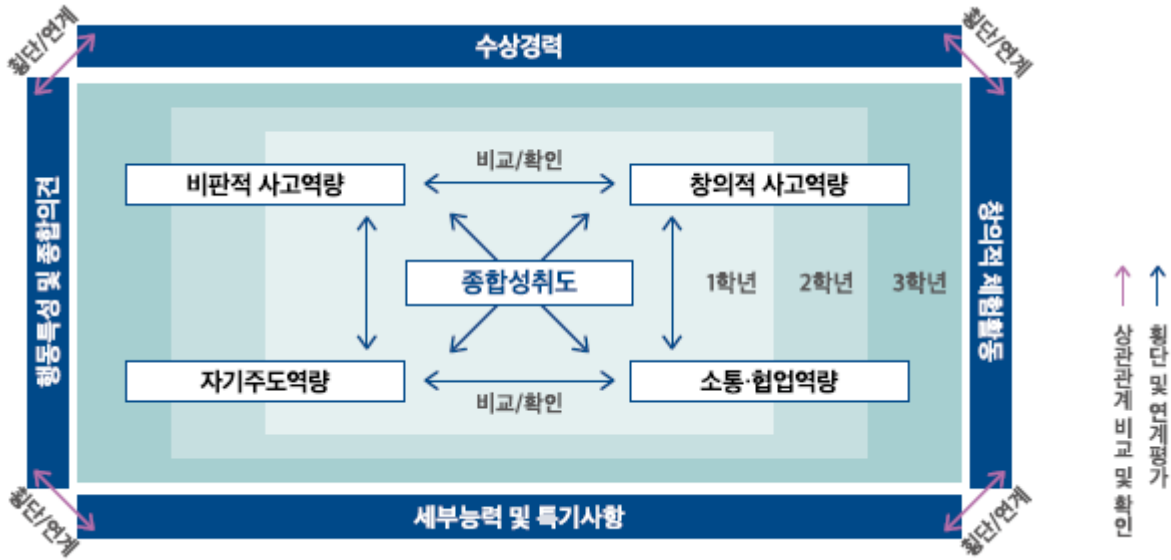 횡단/연계
수상경력
횡단/연계
행동특성 및 종합의견
비판적 사고역량
비교/확인
창의적 사고역량
종합성취도
1학년
2학년
3학년
자기주도역량
비교/확인
소통·협업역량
창의적 체험활동
횡단/연계
세부능력 및 특기사항
횡단/연계
상관관계 비교 및 확인
횡단 및 연계평가